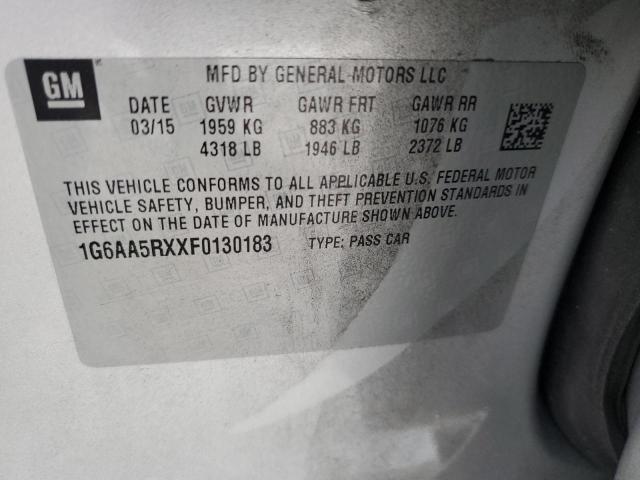 GM
MFD BY GENERAL MOTORS LLC
DATE GVWR GAWR FRT GAWR RR
03/15 1959 KG 883 KG 1076 KG
4318 LB 1946 LB 2372 LB
THIS VEHICLE CONFORMS TO ALL APPLICABLE U.S. FEDERAL MOTOR
VEHICLE SAFETY, BUMPER, AND THEFT PREVENTION STANDARDS IN
EFFECT ON THE DATE OF MANUFACTURE SHOWN ABOVE.
1G6AA5RXXF0130183 TYPE: PASS CAR